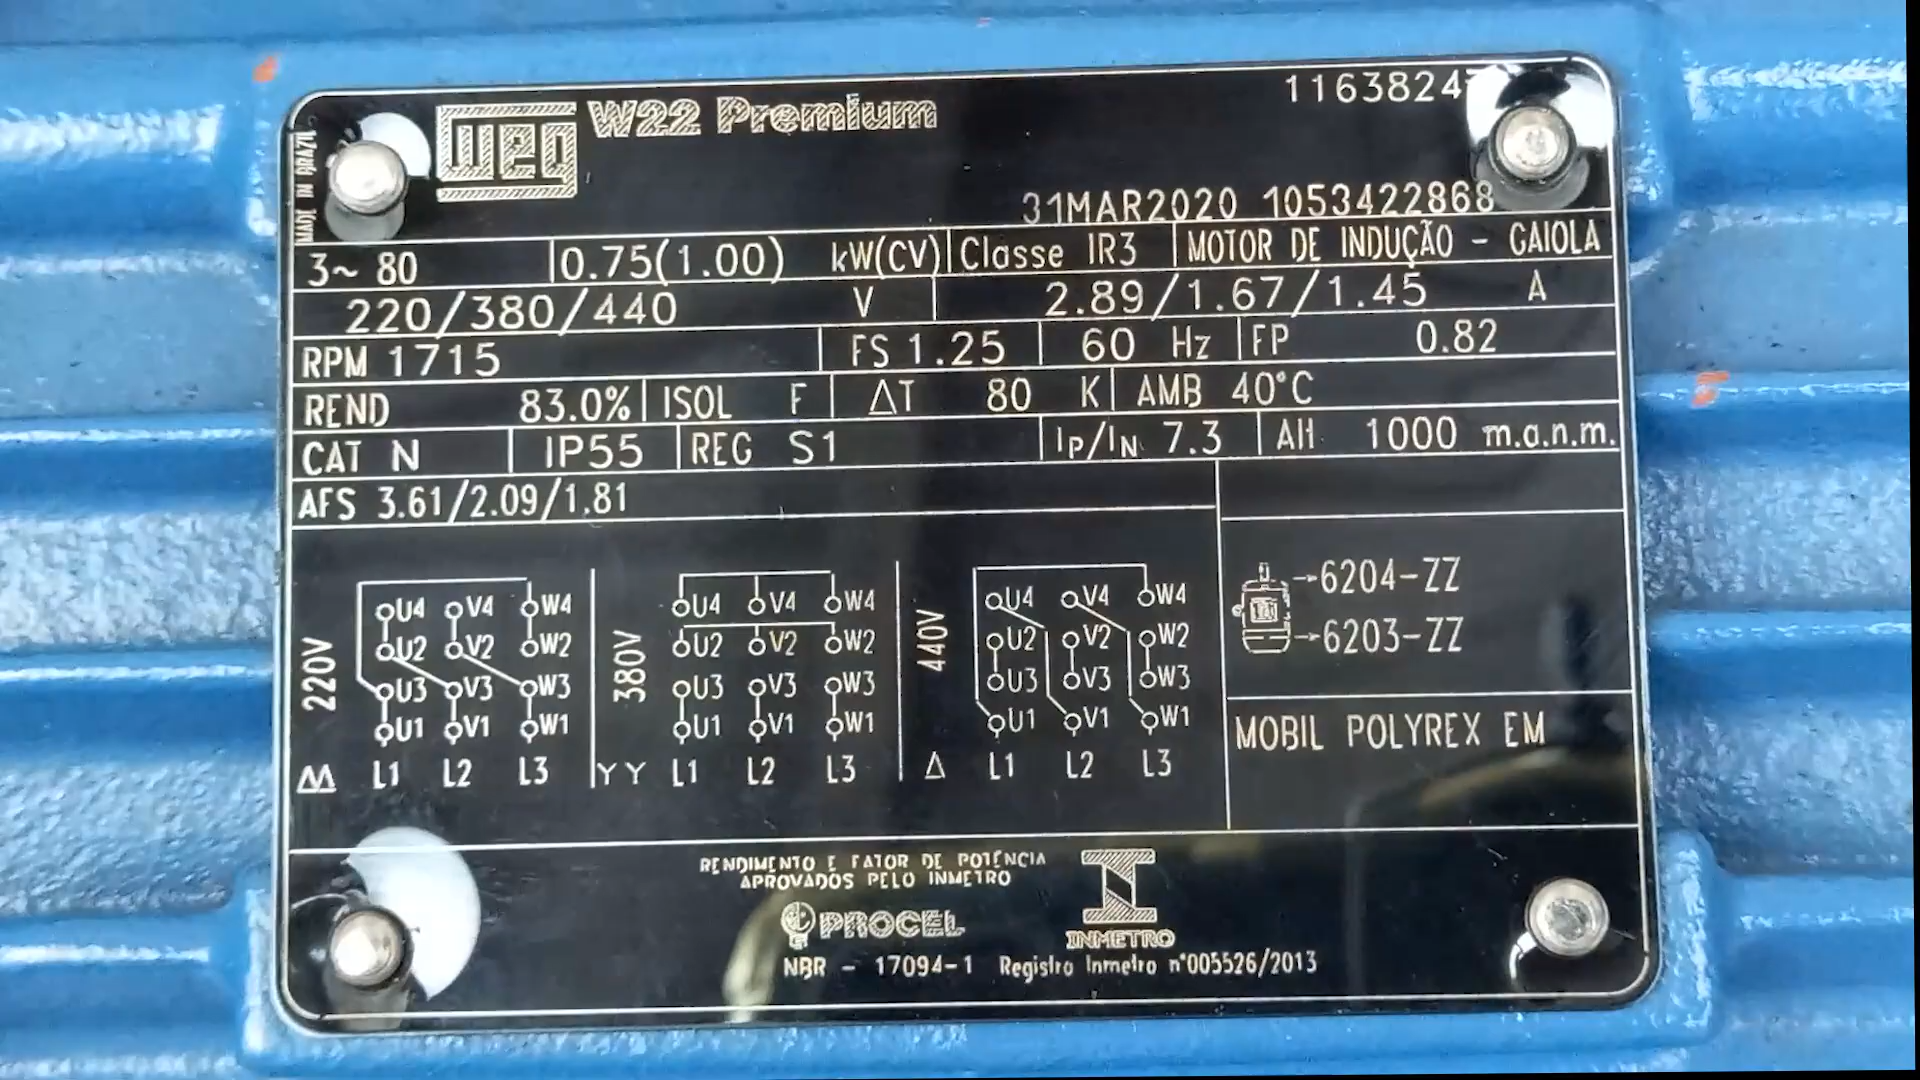 MADE IN BRAZIL
weg W22 Premium
1163824
31MAR2020 1053422868
3~ 80 0.75(1.00) kW(CV) Classe IR3 MOTOR DE INDUÇÃO - GAIOLA
220/380/440 V 2.89/1.67/1.45 A
RPM 1715 FS 1.25 60 Hz FP 0.82
REND 83.0% ISOL F ΔT 80 K AMB 40°C
CAT N IP55 REG S1 IP/IN 7.3 Alt 1000 m.a.n.m.
AFS 3.61/2.09/1.81
220V
U4 V4 W4
U2 V2 W2
U3 V3 W3
U1 V1 W1
ΔΔ L1 L2 L3
380V
U4 V4 W4
U2 V2 W2
U3 V3 W3
U1 V1 W1
YY L1 L2 L3
440V
U4 V4 W4
U2 V2 W2
U3 V3 W3
U1 V1 W1
Δ L1 L2 L3
6204-ZZ
6203-ZZ
MOBIL POLYREX EM
RENDIMENTO E FATOR DE POTÊNCIA
APROVADOS PELO INMETRO
PROCEL
INMETRO
NBR - 17094-1 Registro Inmetro n°005526/2013